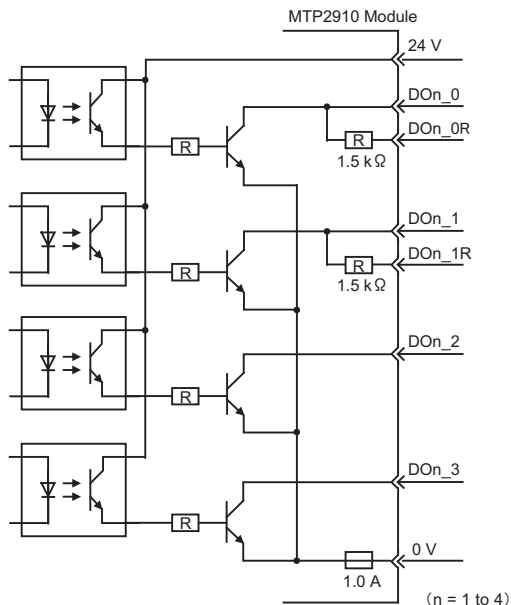 MTP2910 Module
24 V
DOn_0
R
DOn_0R
R
1.5 kΩ
DOn_1
R
DOn_1R
R
1.5 kΩ
DOn_2
R
DOn_3
R
0 V
1.0 A
(n = 1 to 4)